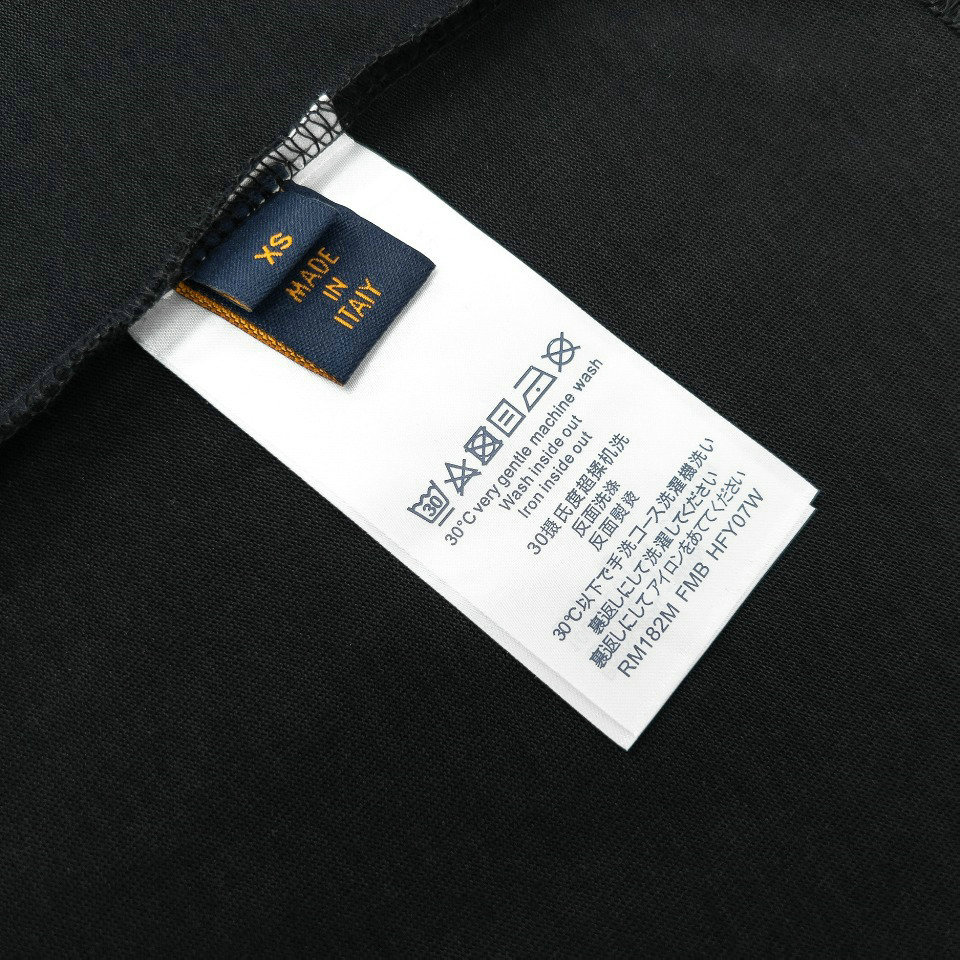 XS
MADE
IN
ITAIY
30
30°C very gentle machine wash
Wash inside out
Iron inside out
30摄氏度超揉机洗
反面洗涤
反面熨烫
30℃以下で手洗コース洗濯機洗い
裏返しにして洗濯してください
裏返しにしてアイロンをあててください
RM182M FMB HFY07W